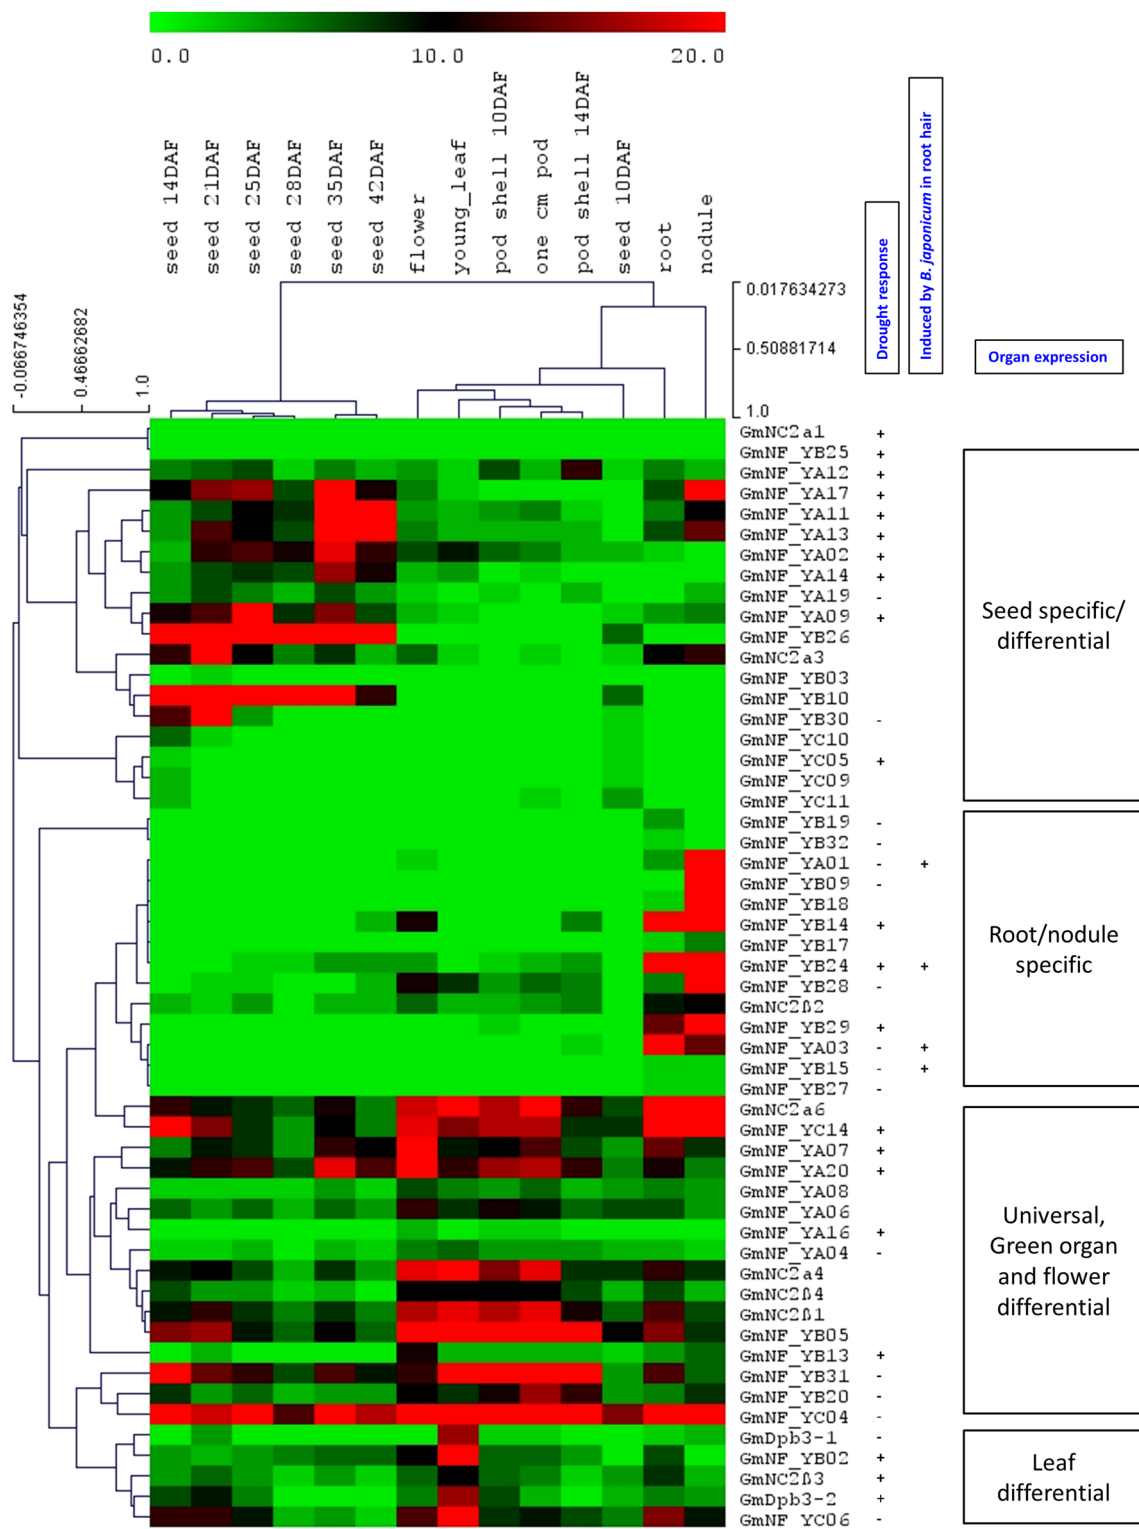 0.0 10.0 20.0
seed 14DAF
seed 21DAF
seed 25DAF
seed 28DAF
seed 35DAF
seed 42DAF
flower
young_leaf
pod shell 10DAF
one cm pod
pod shell 14DAF
seed 10DAF
root
nodule
Drought response
Induced by B. japonicum in root hair
Organ expression
-0.066746354
0.46662682
1.0
0.017634273
0.50881714
1.0
GmNC2a1 +
GmNF_YB25 +
GmNF_YA12 +
GmNF_YA17 +
GmNF_YA11 +
GmNF_YA13 +
GmNF_YA02 +
GmNF_YA14 +
GmNF_YA19 -
GmNF_YA09 +
GmNF_YB26
GmNC2a3
GmNF_YB03
GmNF_YB10
GmNF_YB30 -
GmNF_YC10
GmNF_YC05 +
GmNF_YC09
GmNF_YC11
Seed specific/
differential
GmNF_YB19 -
GmNF_YB32 -
GmNF_YA01 - +
GmNF_YB09 -
GmNF_YB18
GmNF_YB14 +
GmNF_YB17
GmNF_YB24 + +
GmNF_YB28 -
GmNC2ß2
GmNF_YB29 +
GmNF_YA03 - +
GmNF_YB15 - +
GmNF_YB27 -
Root/nodule
specific
GmNC2a6
GmNF_YC14 +
GmNF_YA07 +
GmNF_YA20 +
GmNF_YA08
GmNF_YA06
GmNF_YA16 +
GmNF_YA04 -
GmNC2a4
GmNC2ß4
GmNC2ß1
GmNF_YB05
GmNF_YB13 +
GmNF_YB31 -
GmNF_YB20 -
GmNF_YC04 -
Universal,
Green organ
and flower
differential
GmDpb3-1 -
GmNF_YB02 +
GmNC2ß3 +
GmDpb3-2 +
GmNF_YC06 -
Leaf
differential